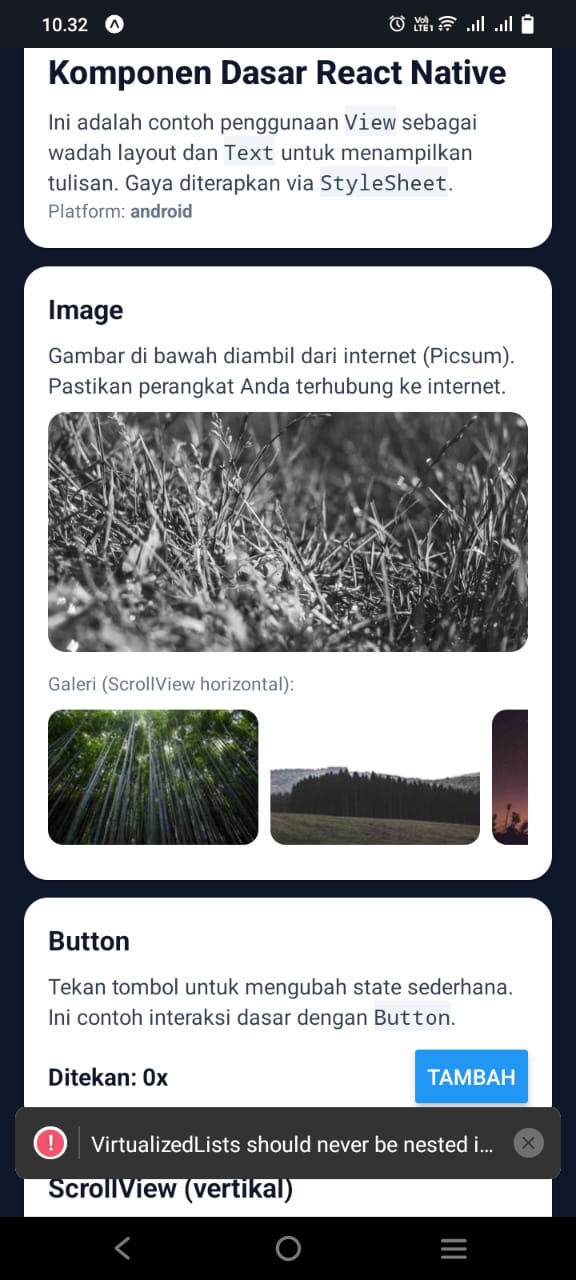 10.32
Vo))
LTE1
Komponen Dasar React Native
Ini adalah contoh penggunaan View sebagai
wadah layout dan Text untuk menampilkan
tulisan. Gaya diterapkan via StyleSheet.
Platform: android
Image
Gambar di bawah diambil dari internet (Picsum).
Pastikan perangkat Anda terhubung ke internet.
Galeri (ScrollView horizontal):
Button
Tekan tombol untuk mengubah state sederhana.
Ini contoh interaksi dasar dengan Button.
Ditekan: 0x
TAMBAH
VirtualizedLists should never be nested i...
ScrollView (vertikal)